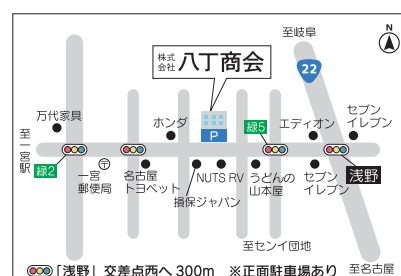 至岐阜
N
株式
会社
八丁商会
22
万代家具
ホンダ
緑5
エディオン
セブン
イレブン
P
至一宮駅
緑2
一宮
郵便局
名古屋
トヨペット
NUTS RV
損保ジャパン
うどんの
山本屋
セブン
イレブン
浅野
至センイ団地
至名古屋
「浅野」交差点西へ300m ※正面駐車場あり